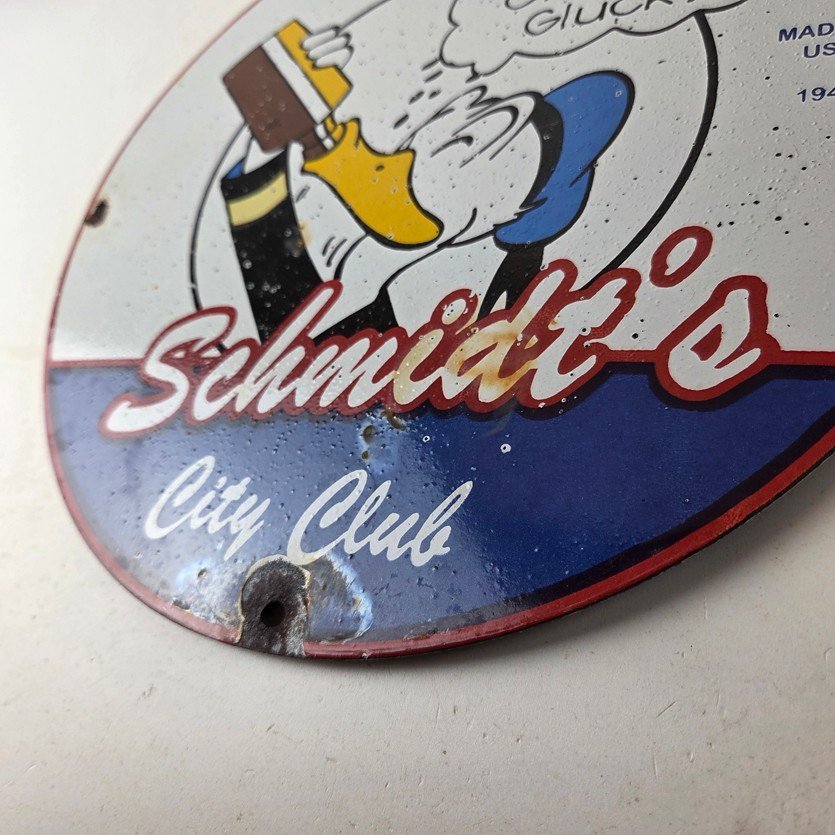 GLUCK
MAD
US
194
Schmidt's
City Club